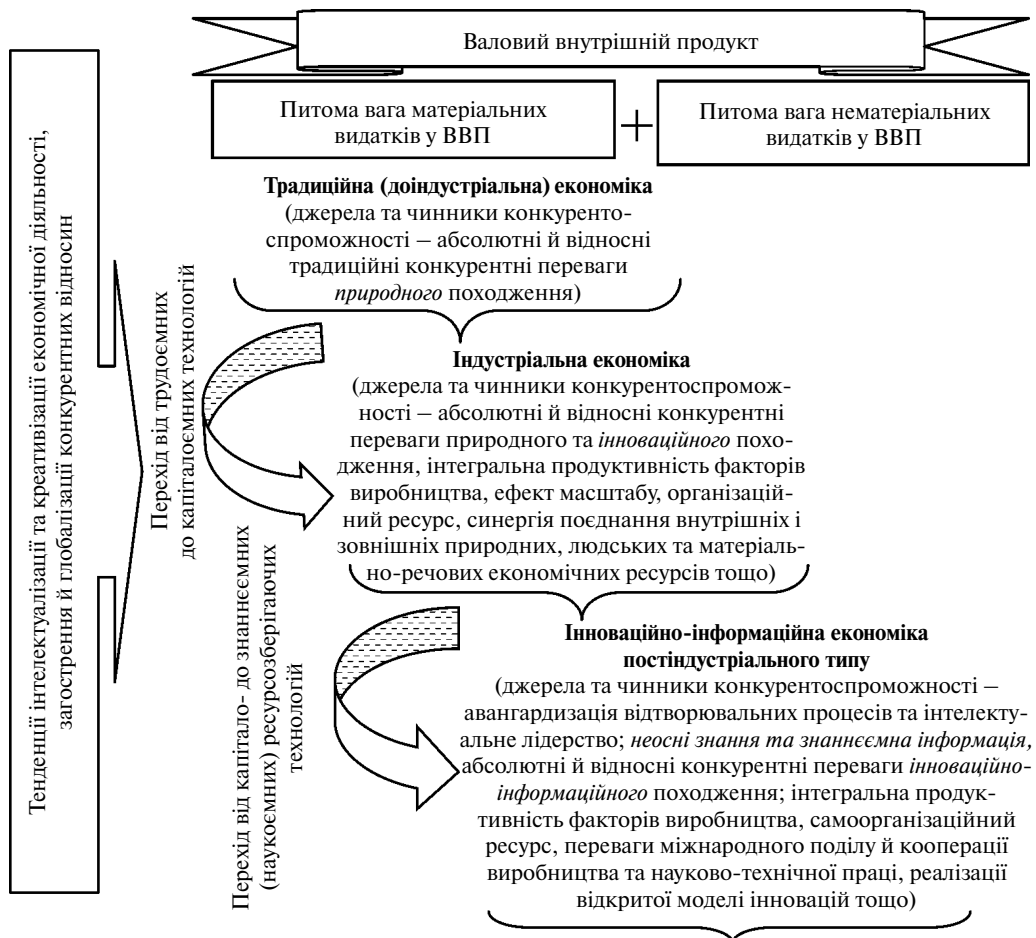 Валовий внутрішній продукт
Питома вага матеріальних
видатків у ВВП
+
Питома вага нематеріальних
видатків у ВВП
Тенденції інтелектуалізації та креативізації економічної діяльності,
загострення й глобалізації конкурентних відносин
Традиційна (доіндустріальна) економіка
(джерела та чинники конкуренто-
спроможності – абсолютні й відносні
традиційні конкурентні переваги
природного походження)
Перехід від трудоємних
до капіталоємних технологій
Індустріальна економіка
(джерела та чинники конкурентоспромож-
ності – абсолютні й відносні конкурентні
переваги природного та інноваційного похо-
дження, інтегральна продуктивність факторів
виробництва, ефект масштабу, організацій-
ний ресурс, синергія поєднання внутрішніх і
зовнішніх природних, людських та матеріаль-
но-речових економічних ресурсів тощо)
Перехід від капітало- до знаннєємних
(наукоємних) ресурсозберігаючих
технологій
Інноваційно-інформаційна економіка
постіндустріального типу
(джерела та чинники конкурентоспроможності –
авангардизація відтворювальних процесів та інтелекту-
альне лідерство; неосні знання та знаннєємна інформація,
абсолютні й відносні конкурентні переваги інноваційно-
інформаційного походження; інтегральна продук-
тивність факторів виробництва, самоорганізаційний
ресурс, переваги міжнародного поділу й кооперації
виробництва та науково-технічної праці, реалізації
відкритої моделі інновацій тощо)